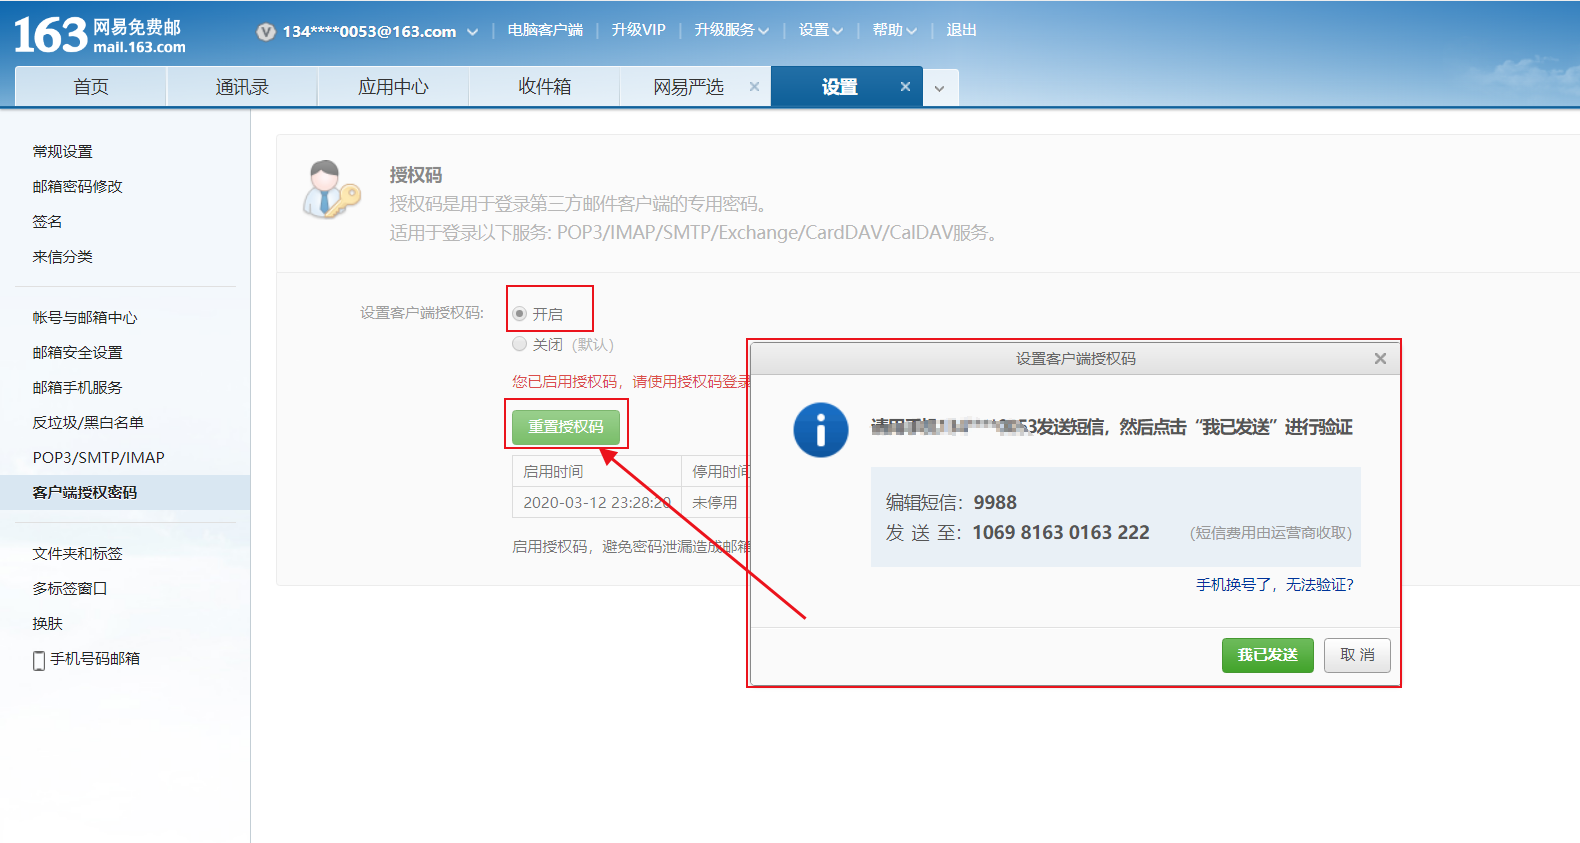 163 网易免费邮
mail.163.com
134****0053@163.com
电脑客户端
升级VIP
升级服务
设置
帮助
退出
首页
通讯录
应用中心
收件箱
网易严选
设置
常规设置
邮箱密码修改
签名
来信分类
帐号与邮箱中心
邮箱安全设置
邮箱手机服务
反垃圾/黑白名单
POP3/SMTP/IMAP
客户端授权密码
文件夹和标签
多标签窗口
换肤
手机号码邮箱
授权码
授权码是用于登录第三方邮件客户端的专用密码。
适用于登录以下服务: POP3/IMAP/SMTP/Exchange/CardDAV/CalDAV服务。
设置客户端授权码:
开启
关闭 (默认)
您已启用授权码, 请使用授权码登录
重置授权码
启用时间 停用时间
2020-03-12 23:28:20 未停用
启用授权码, 避免密码泄漏造成邮箱
设置客户端授权码
0053发送短信, 然后点击“我已发送”进行验证
编辑短信: 9988
发 送 至: 1069 8163 0163 222 (短信费用由运营商收取)
手机换号了, 无法验证?
我已发送
取 消